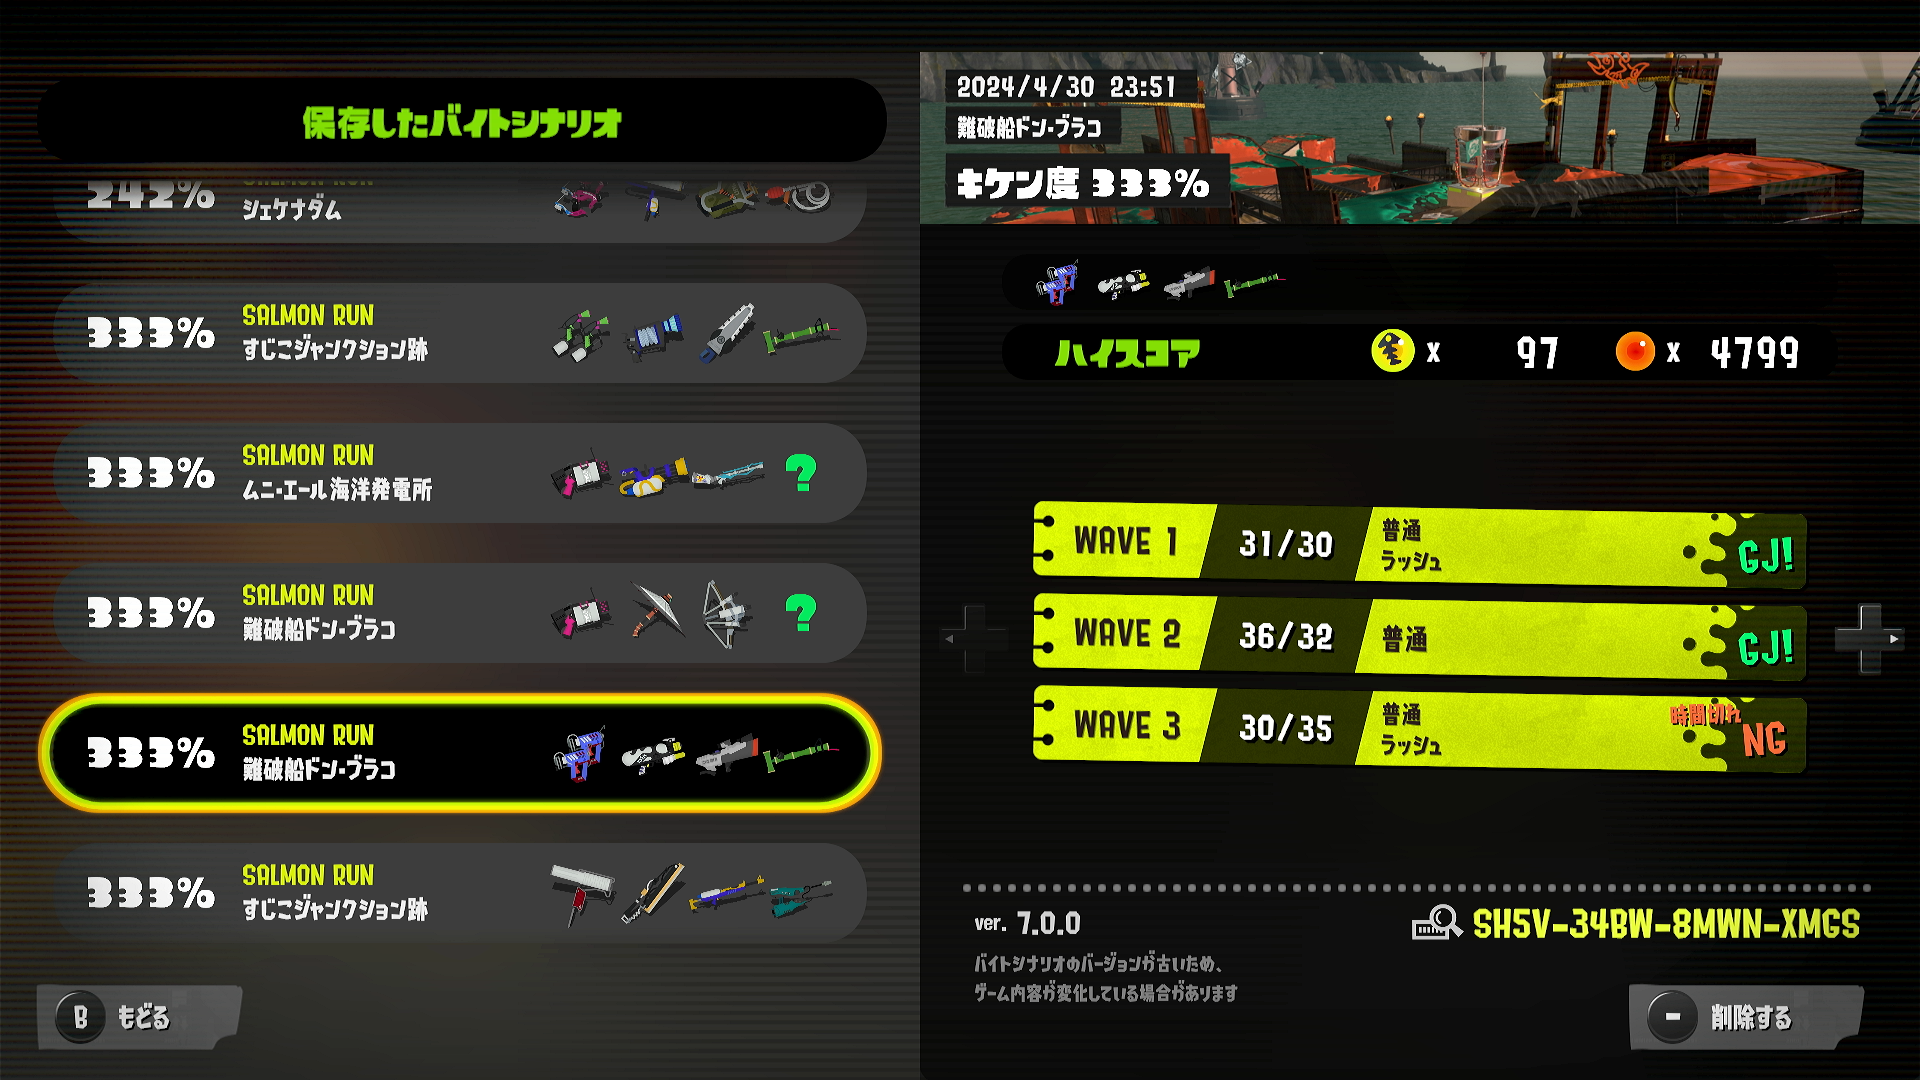 保存したバイトシナリオ
242%
シェケナダム
333%
SALMON RUN
すじこジャンクション跡
333%
SALMON RUN
ムニ・エール海洋発電所
?
333%
SALMON RUN
難破船ドン・ブラコ
?
333%
SALMON RUN
難破船ドン・ブラコ
333%
SALMON RUN
すじこジャンクション跡
B もどる
2024/4/30 23:51
難破船ドン・ブラコ
キケン度 333%
ハイスコア x 97 x 4799
WAVE 1 31/30 普通 ラッシュ GJ!
WAVE 2 36/32 普通 GJ!
WAVE 3 30/35 普通 ラッシュ 時間切れ NG
ver. 7.0.0
SH5V-34BW-8MWN-XMGS
バイトシナリオのバージョンが古いため、
ゲーム内容が変化している場合があります
- 削除する